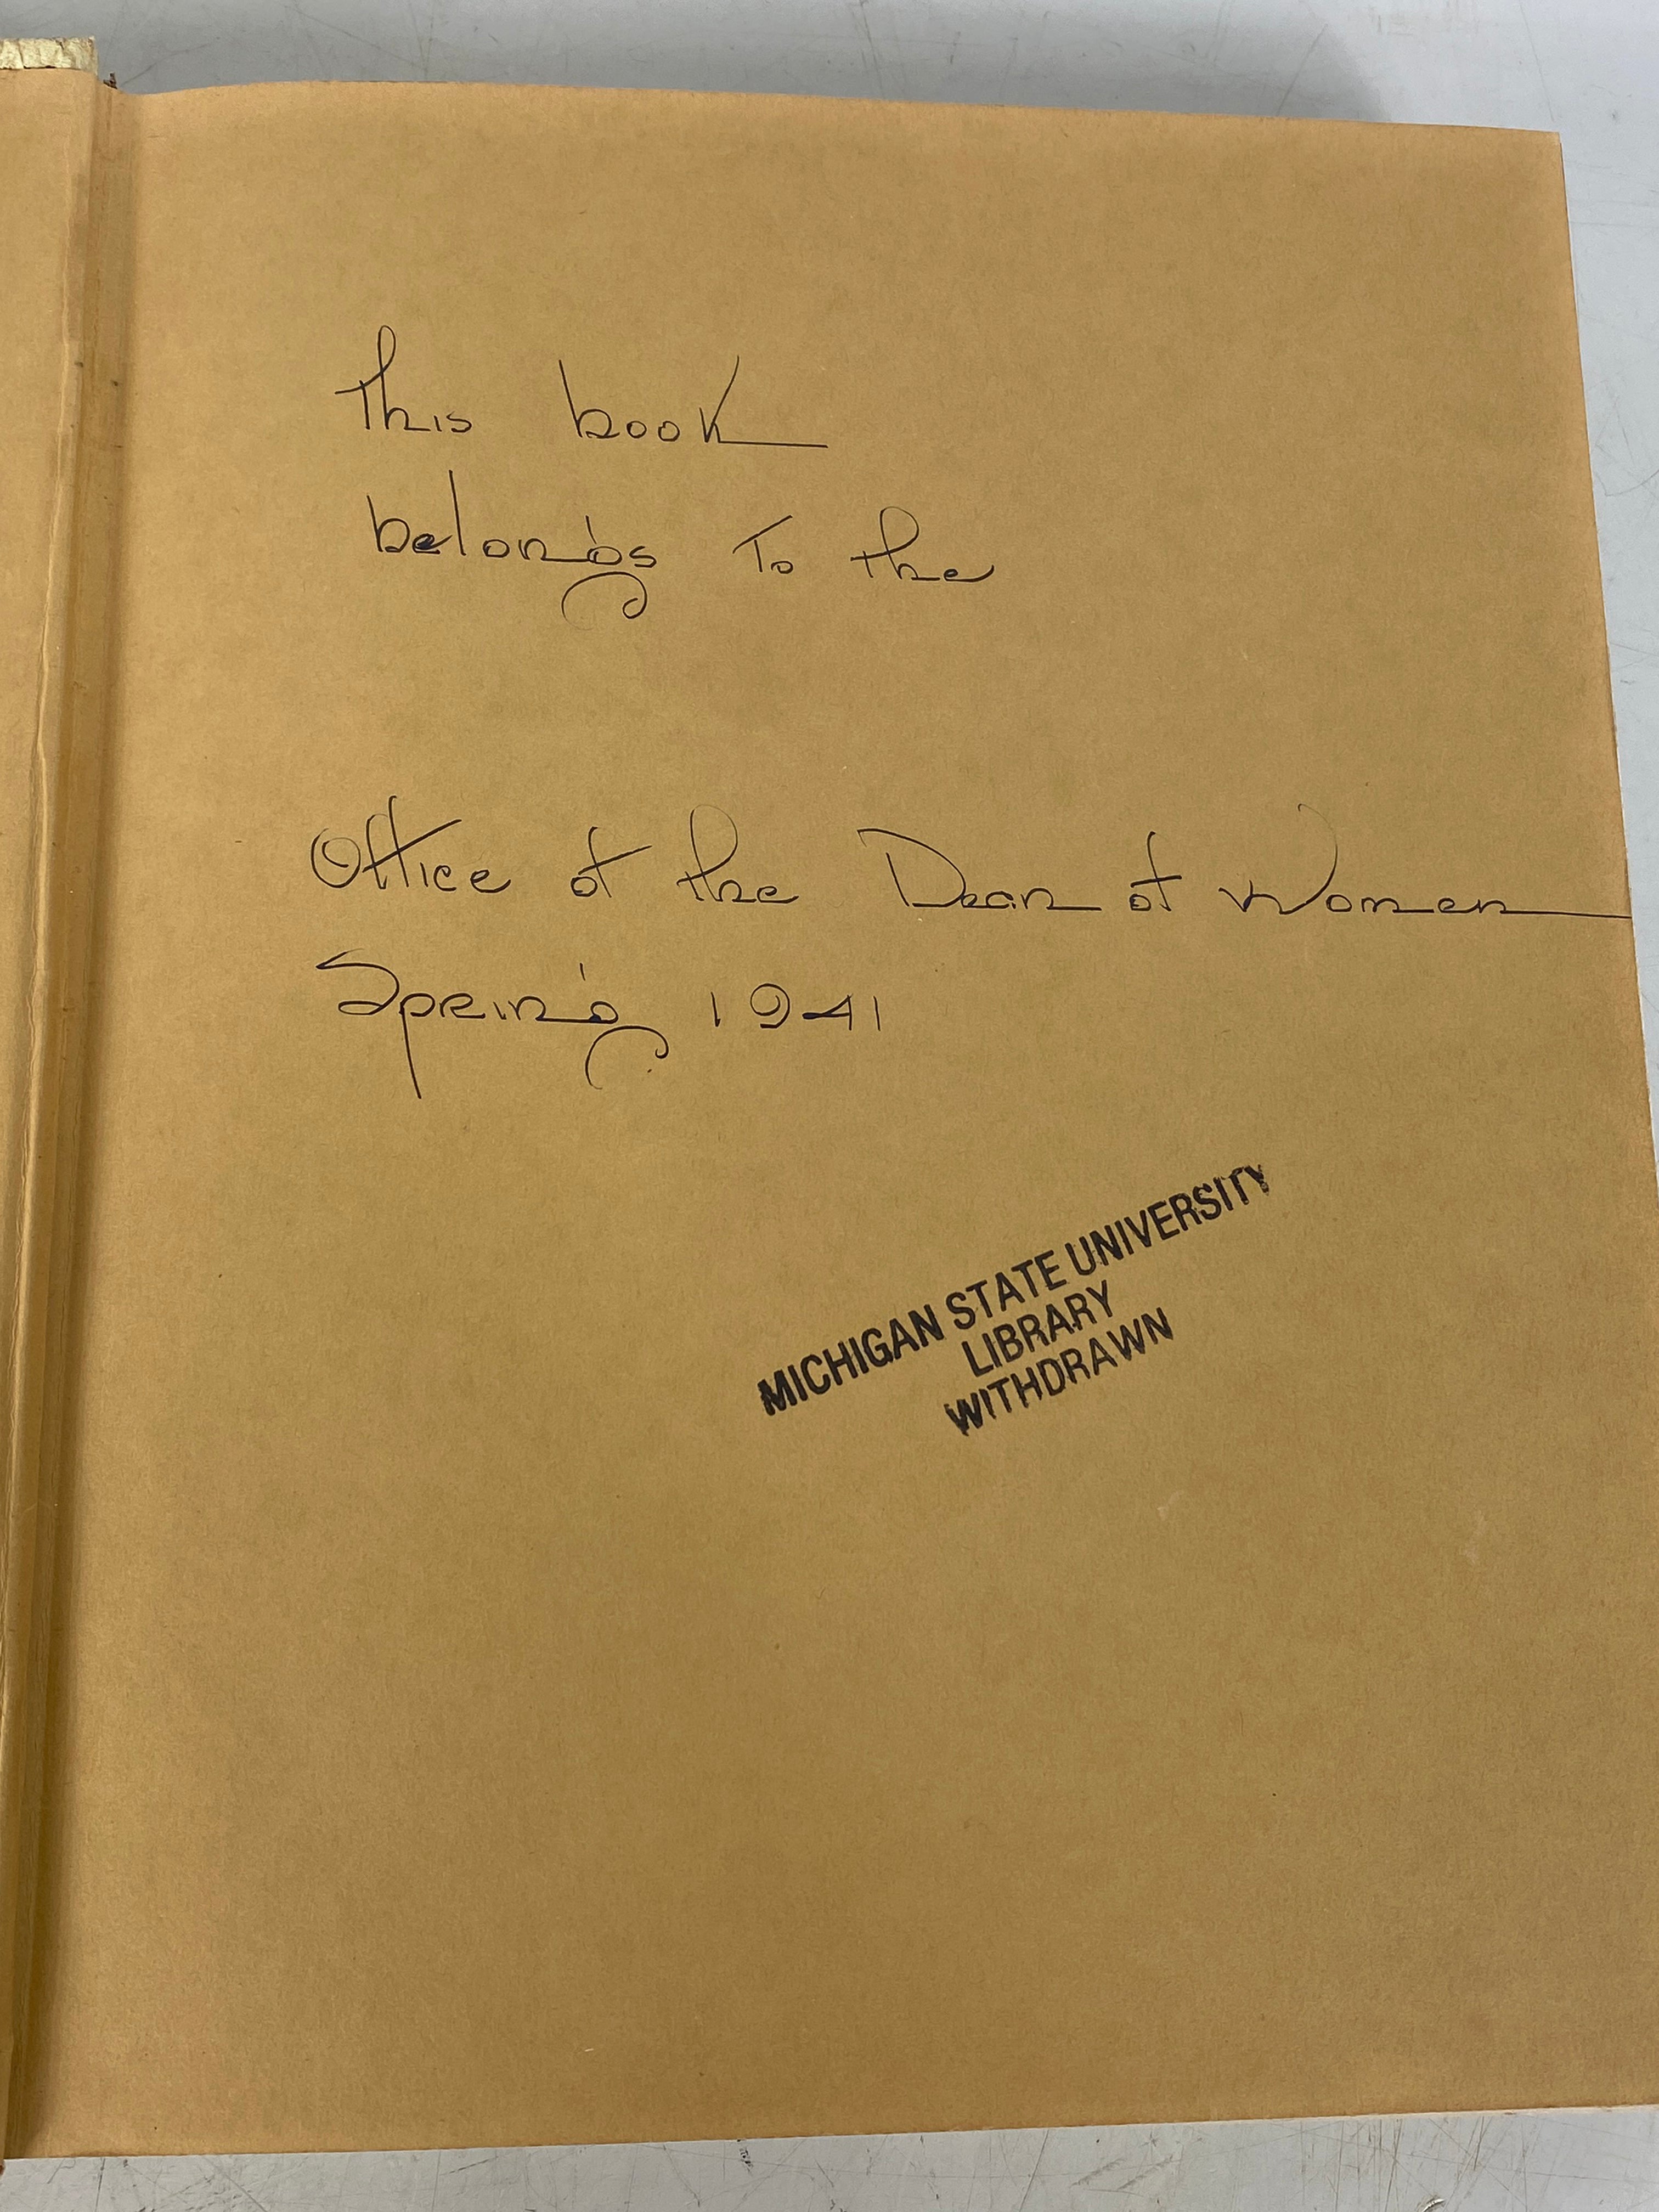 This book
belongs To the
Office of the Dean of Women
Spring 1941
MICHIGAN STATE UNIVERSITY
LIBRARY
WITHDRAWN